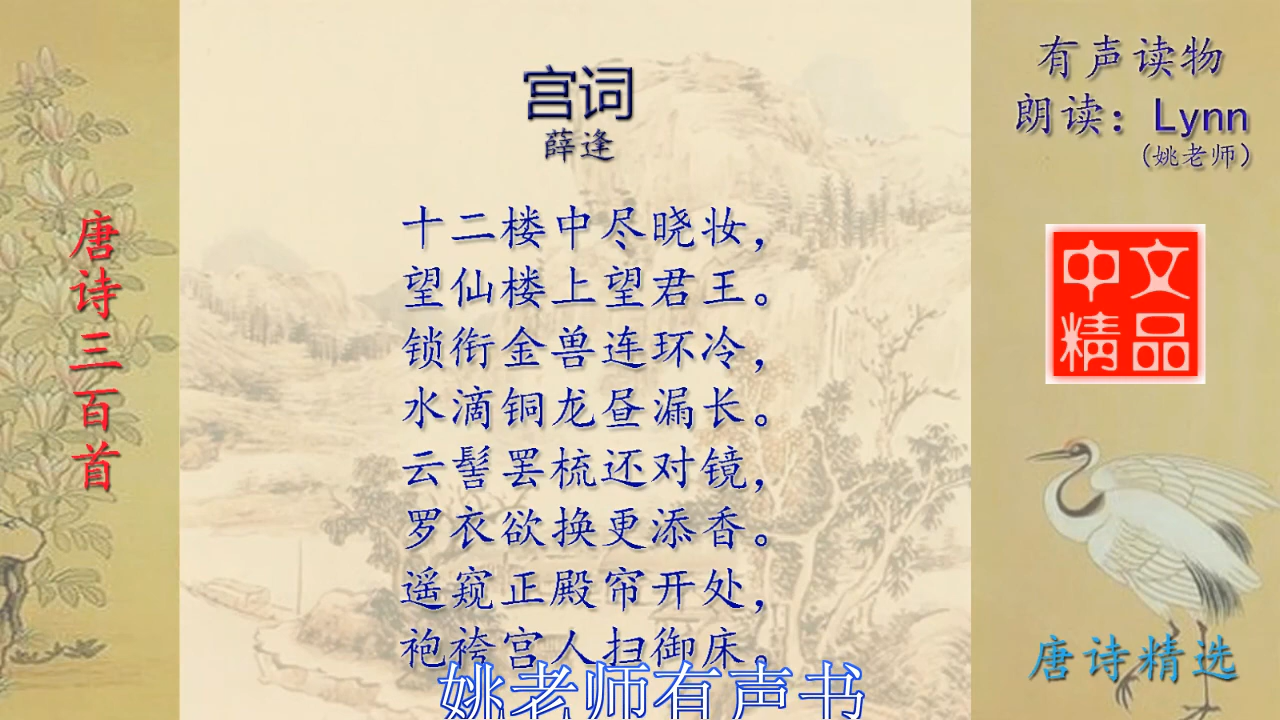 宫词
薛逢
十二楼中尽晓妆，
望仙楼上望君王。
锁衔金兽连环冷，
水滴铜龙昼漏长。
云髻罢梳还对镜，
罗衣欲换更添香。
遥窥正殿帘开处，
袍袴宫人扫御床。
姚老师有声书
唐诗三百首
有声读物
朗读：Lynn
（姚老师）
中文
精品
唐诗精选